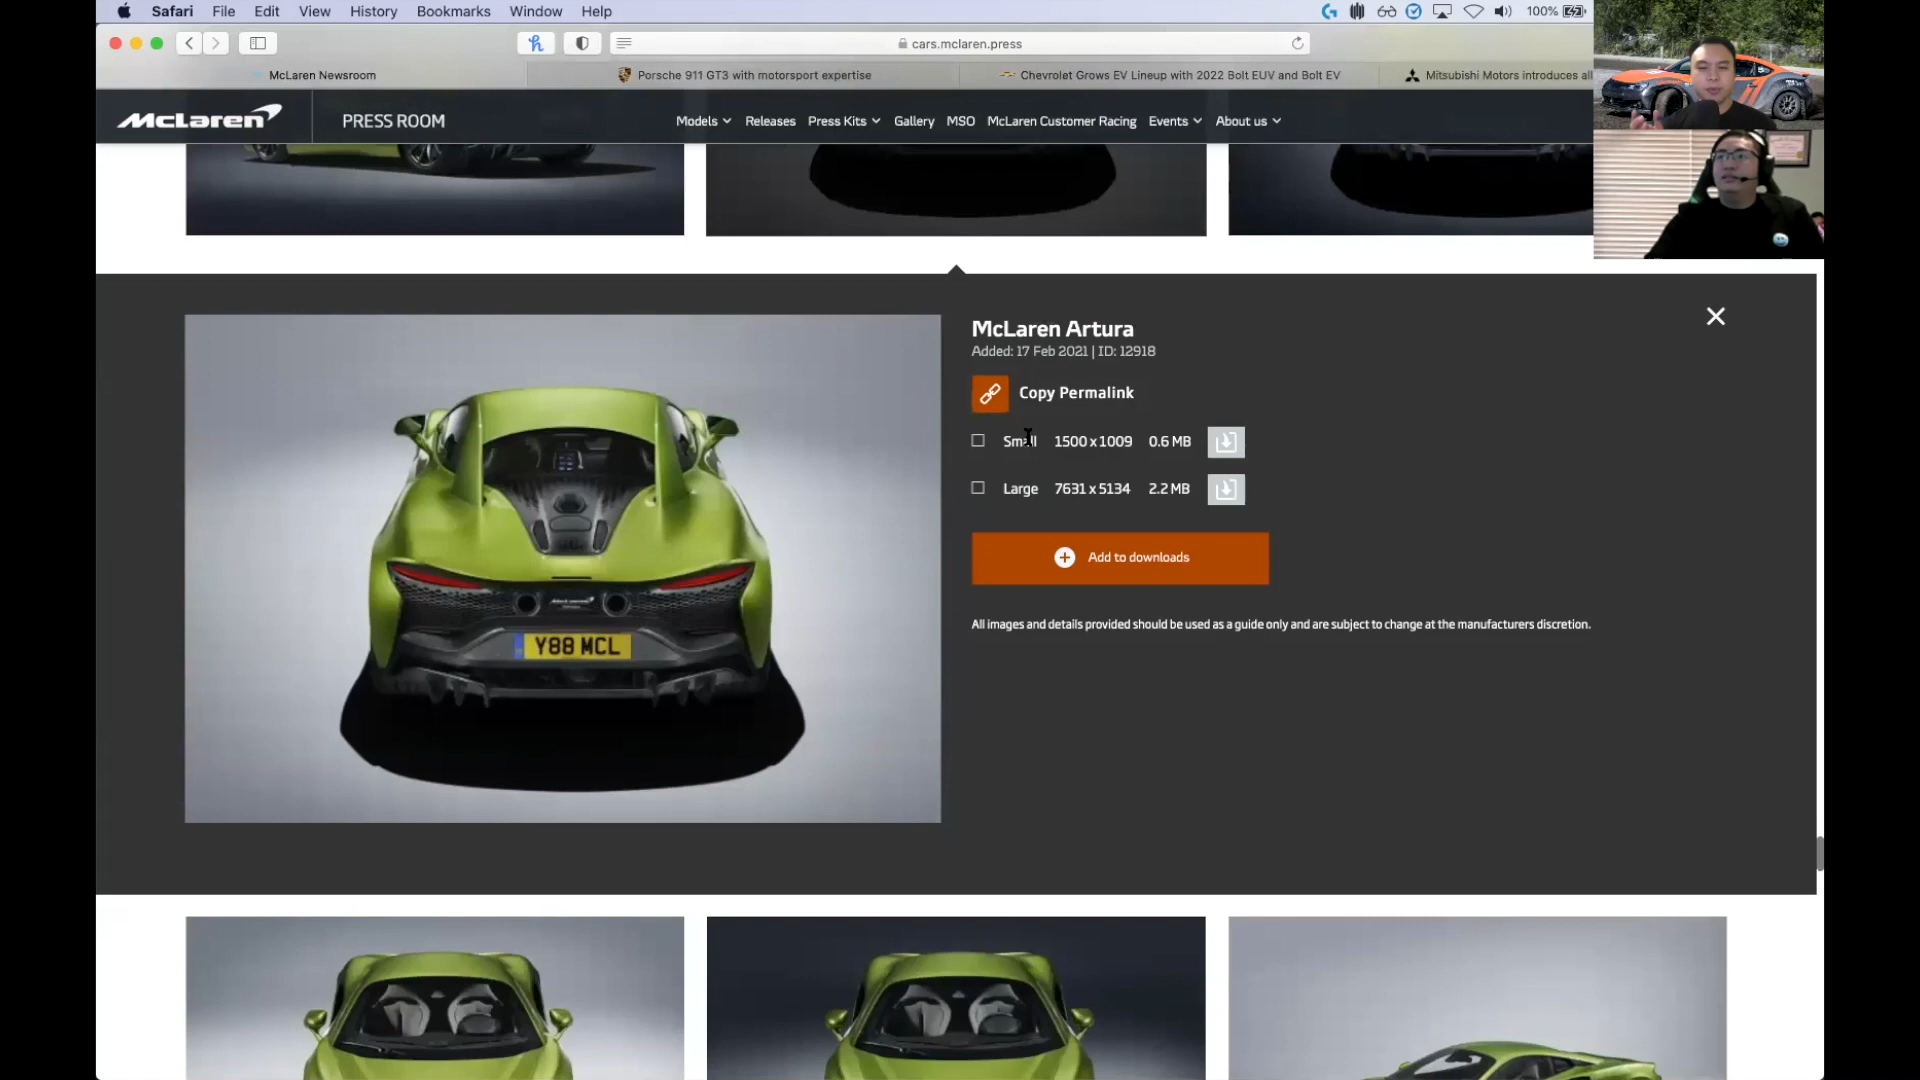 Safari File Edit View History Bookmarks Window Help 100%
cars.mclaren.press
McLaren Newsroom Porsche 911 GT3 with motorsport expertise Chevrolet Grows EV Lineup with 2022 Bolt EUV and Bolt EV Mitsubishi Motors introduces all
McLaren PRESS ROOM Models Releases Press Kits Gallery MSO McLaren Customer Racing Events About us
McLaren Artura
Added: 17 Feb 2021 | ID: 12918
Copy Permalink
Small 1500 x 1009 0.6 MB
Large 7631 x 5134 2.2 MB
Add to downloads
All images and details provided should be used as a guide only and are subject to change at the manufacturers discretion.
Y88 MCL